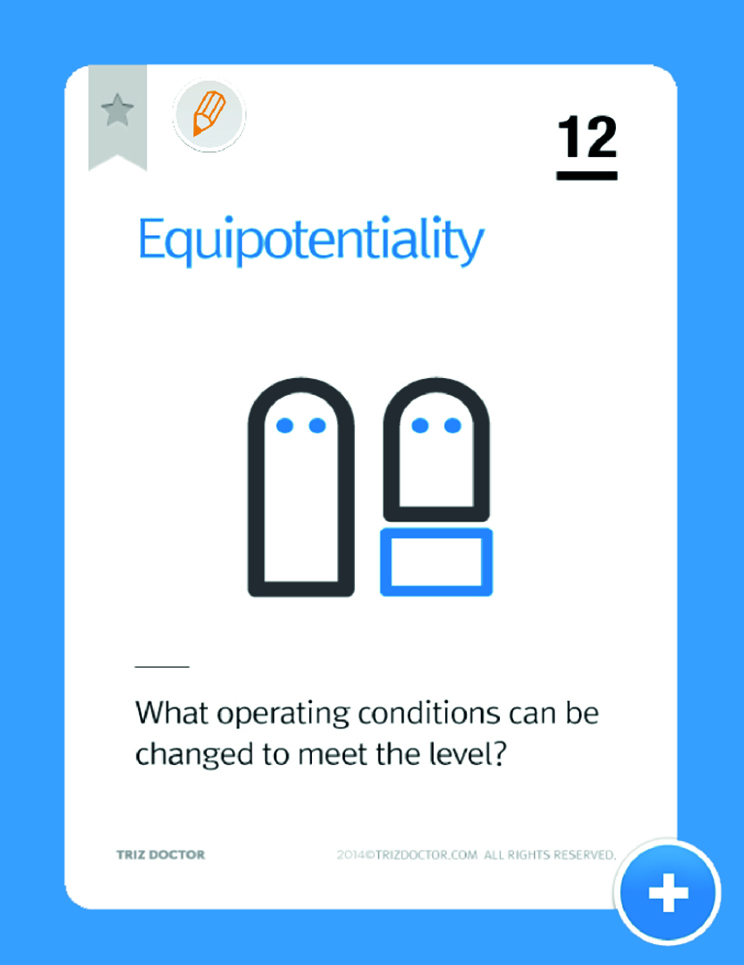 12
Equipotentiality
What operating conditions can be
changed to meet the level?
TRIZ DOCTOR
2014©TRIZDOCTOR.COM ALL RIGHTS RESERVED.